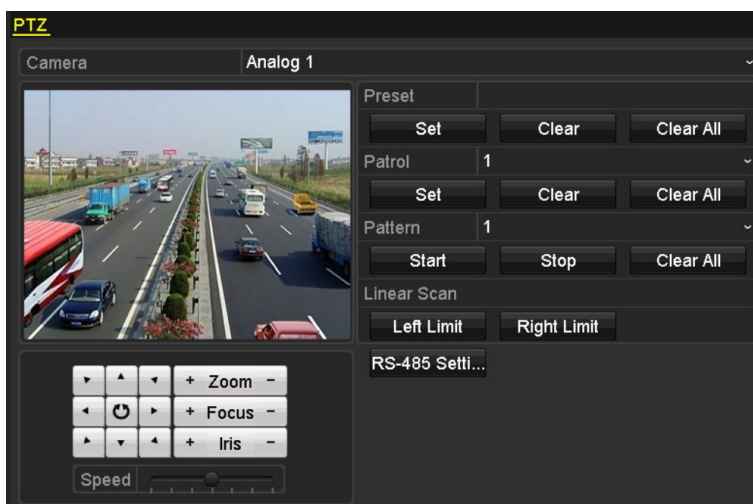 PTZ
Camera Analog 1
Preset
Set Clear Clear All
Patrol 1
Set Clear Clear All
Pattern 1
Start Stop Clear All
Linear Scan
Left Limit Right Limit
RS-485 Setti...
+ Zoom -
+ Focus -
+ Iris -
Speed